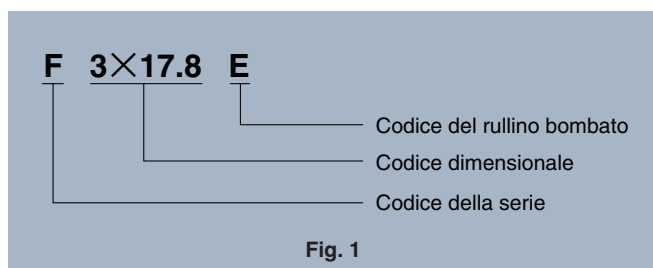 F 3×17.8 E
Codice del rullino bombato
Codice dimensionale
Codice della serie
Fig. 1